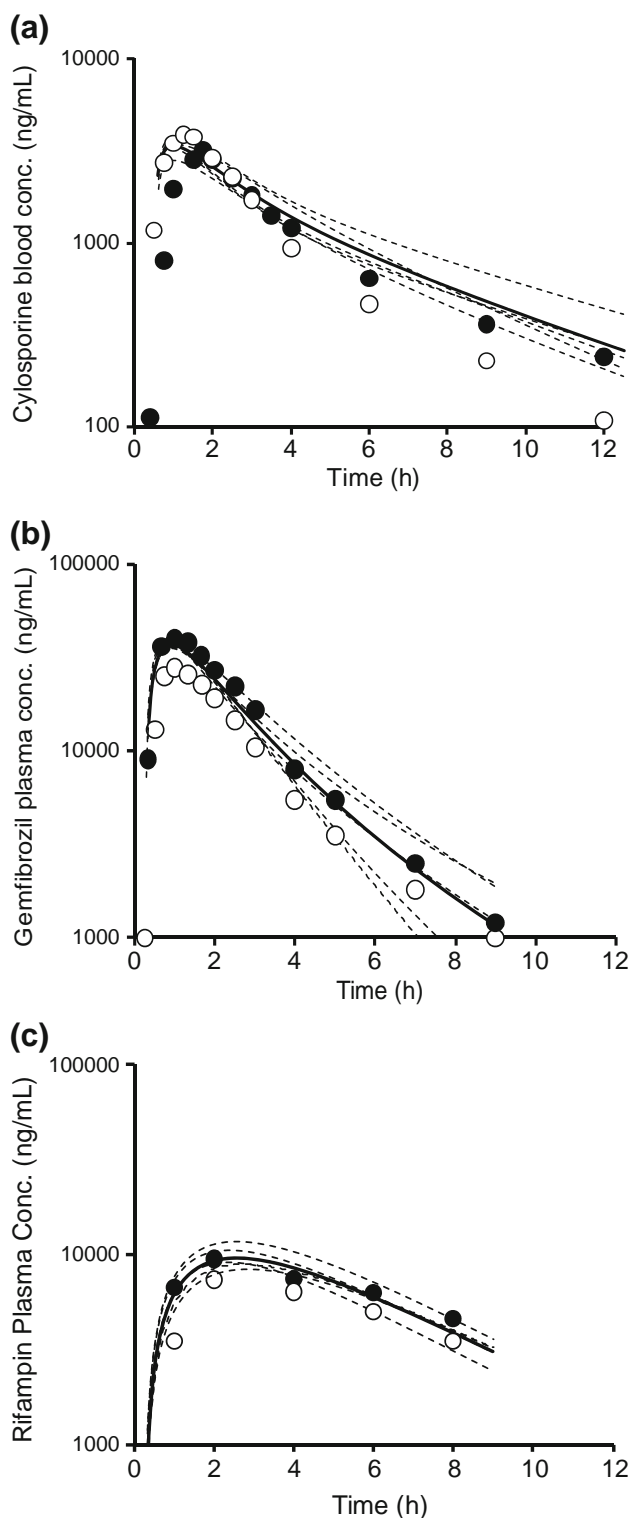 (a)
Cylosporine blood conc. (ng/mL)
10000
1000
100
0 2 4 6 8 10 12
Time (h)
(b)
Gemfibrozil plasma conc. (ng/mL)
100000
10000
1000
0 2 4 6 8 10 12
Time (h)
(c)
Rifampin Plasma Conc. (ng/mL)
100000
10000
1000
0 2 4 6 8 10 12
Time (h)